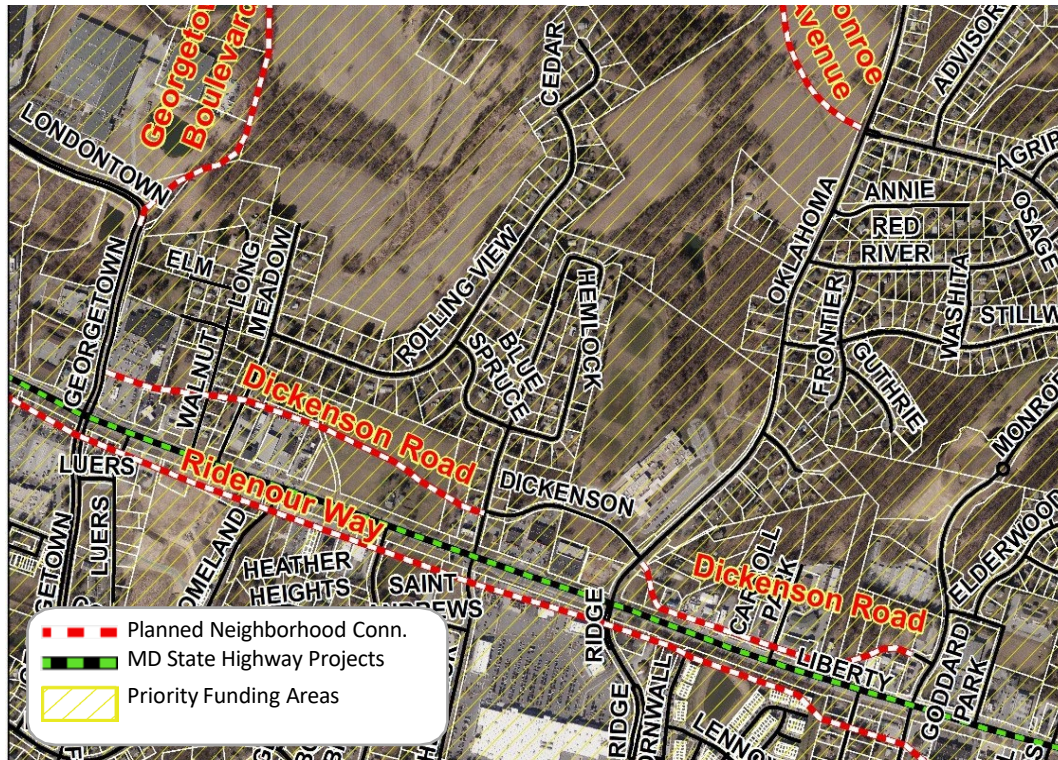 Georgetown
Boulevard
Monroe
Avenue
CEDAR
ADVISOR
LONDONTOWN
AGRIP
ANNIE
OSAGE
RED
RIVER
ELM
LONG
MEADOW
GEORGETOWN
ROLLING VIEW
OKLAHOMA
HEMLOCK
WASHITA
STILLW
BLUE
SPRUCE
FRONTIER
GUTHRIE
WALNUT
Dickenson Road
MONRO
LUERS
Ridenour Way
DICKENSON
LUERS
GETOWN
OMELAND
HEATHER
HEIGHTS
SAINT
ANDREWS
ELDERWOOD
CARROLL
PARK
Dickenson Road
RIDGE
LIBERTY
GODDARD
PARK
RIDGE
ORNWALL
LENNO
Planned Neighborhood Conn.
MD State Highway Projects
Priority Funding Areas